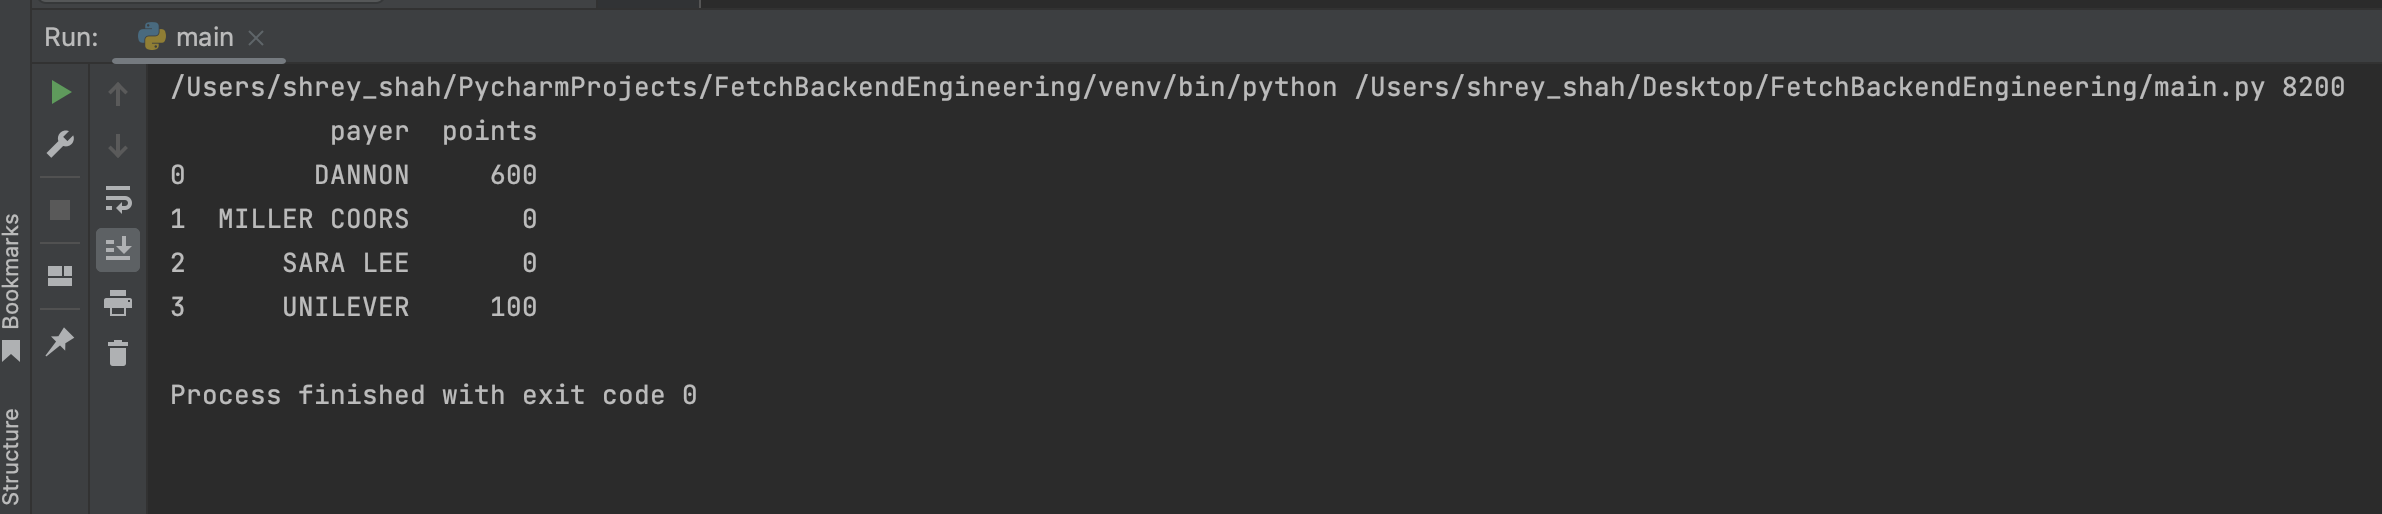 Run: main
/Users/shrey_shah/PycharmProjects/FetchBackendEngineering/venv/bin/python /Users/shrey_shah/Desktop/FetchBackendEngineering/main.py 8200
payer points
0 DANNON 600
1 MILLER COORS 0
2 SARA LEE 0
3 UNILEVER 100
Process finished with exit code 0
Bookmarks
Structure